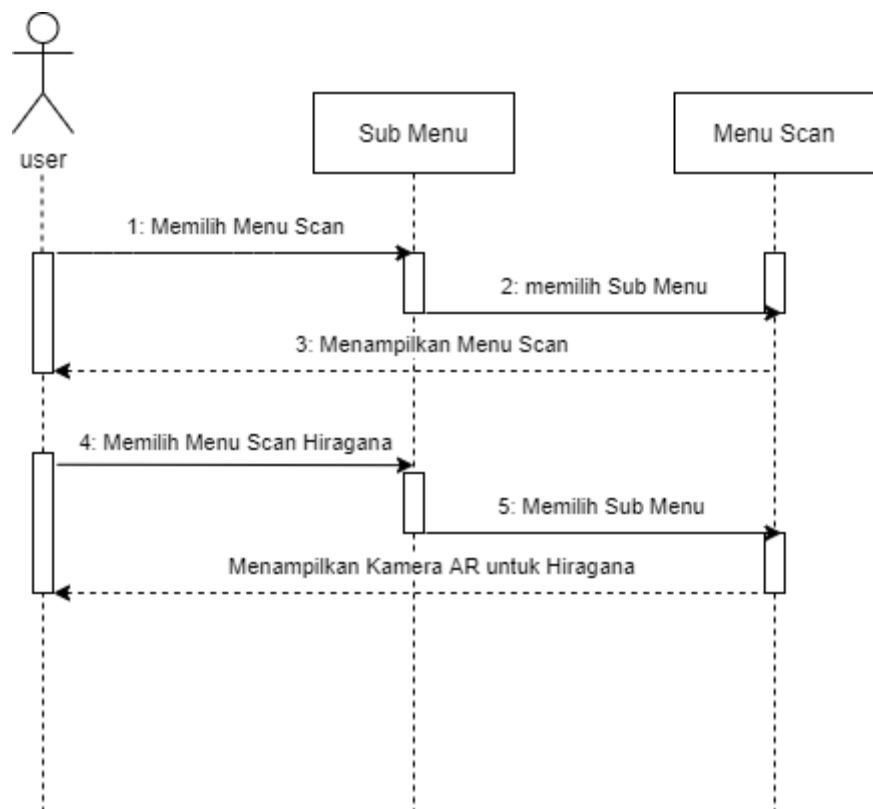 user
Sub Menu
Menu Scan
1: Memilih Menu Scan
2: memilih Sub Menu
3: Menampilkan Menu Scan
4: Memilih Menu Scan Hiragana
5: Memilih Sub Menu
Menampilkan Kamera AR untuk Hiragana